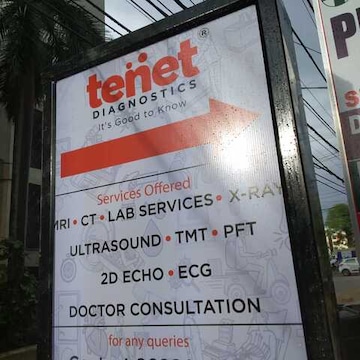 tenet®
DIAGNOSTICS
It's Good to Know
Services Offered
MRI • CT • LAB SERVICES • X-RAY
ULTRASOUND • TMT • PFT
2D ECHO • ECG
DOCTOR CONSULTATION
for any queries